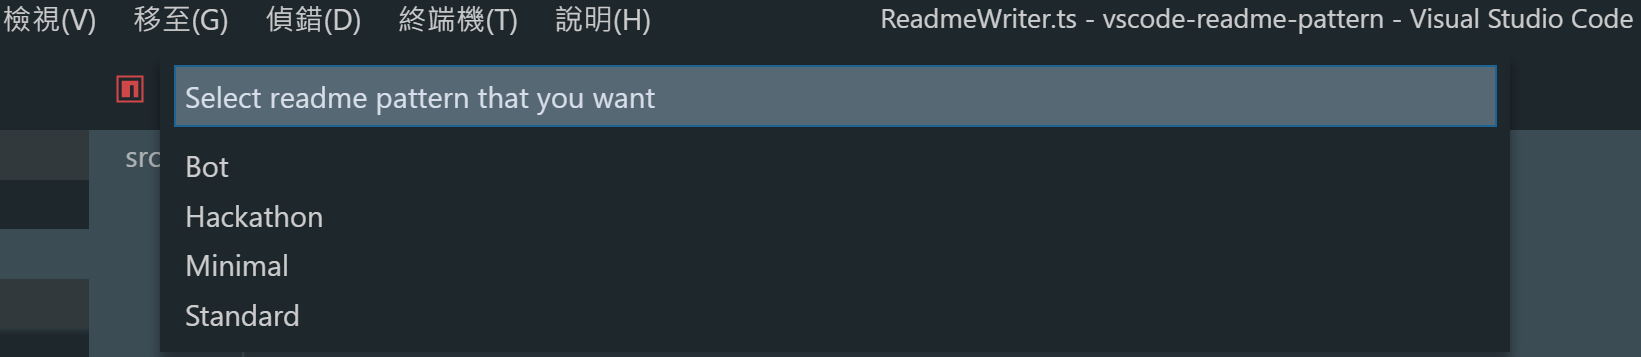 檢視(V) 移至(G) 偵錯(D) 終端機(T) 說明(H) ReadmeWriter.ts - vscode-readme-pattern - Visual Studio Code
Select readme pattern that you want
src
Bot
Hackathon
Minimal
Standard